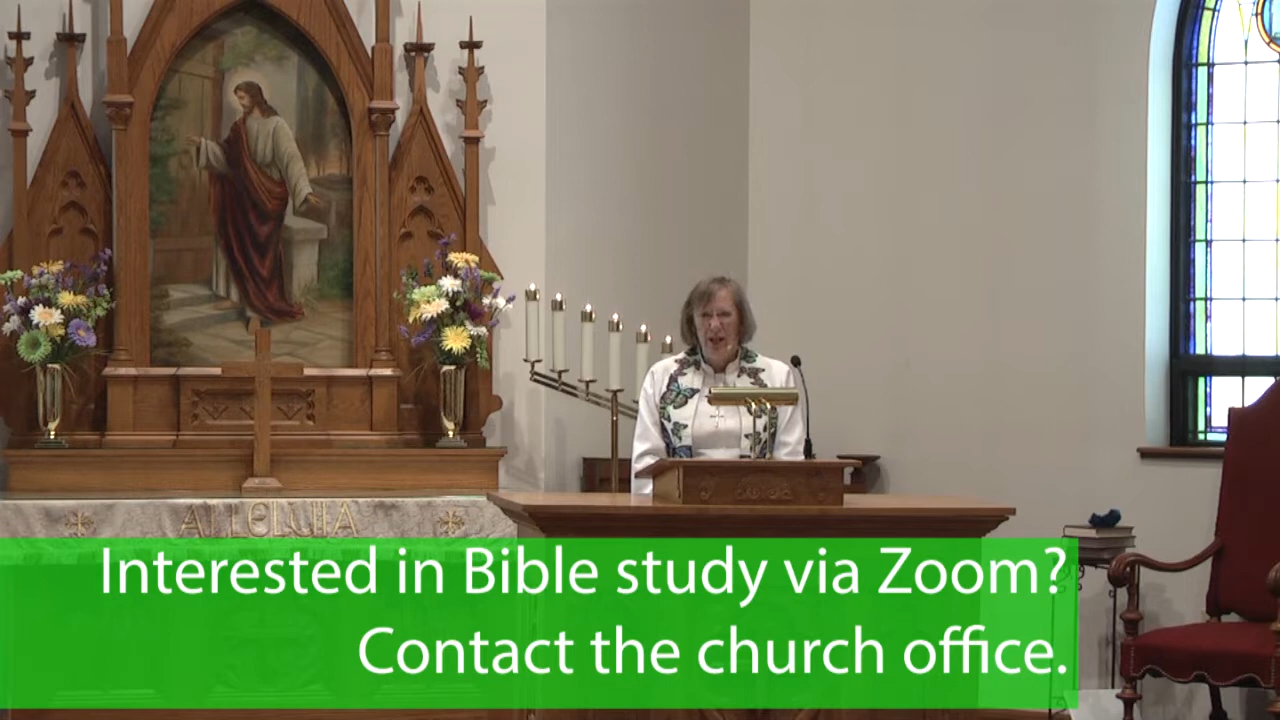 ALLELUIA
Interested in Bible study via Zoom?
Contact the church office.